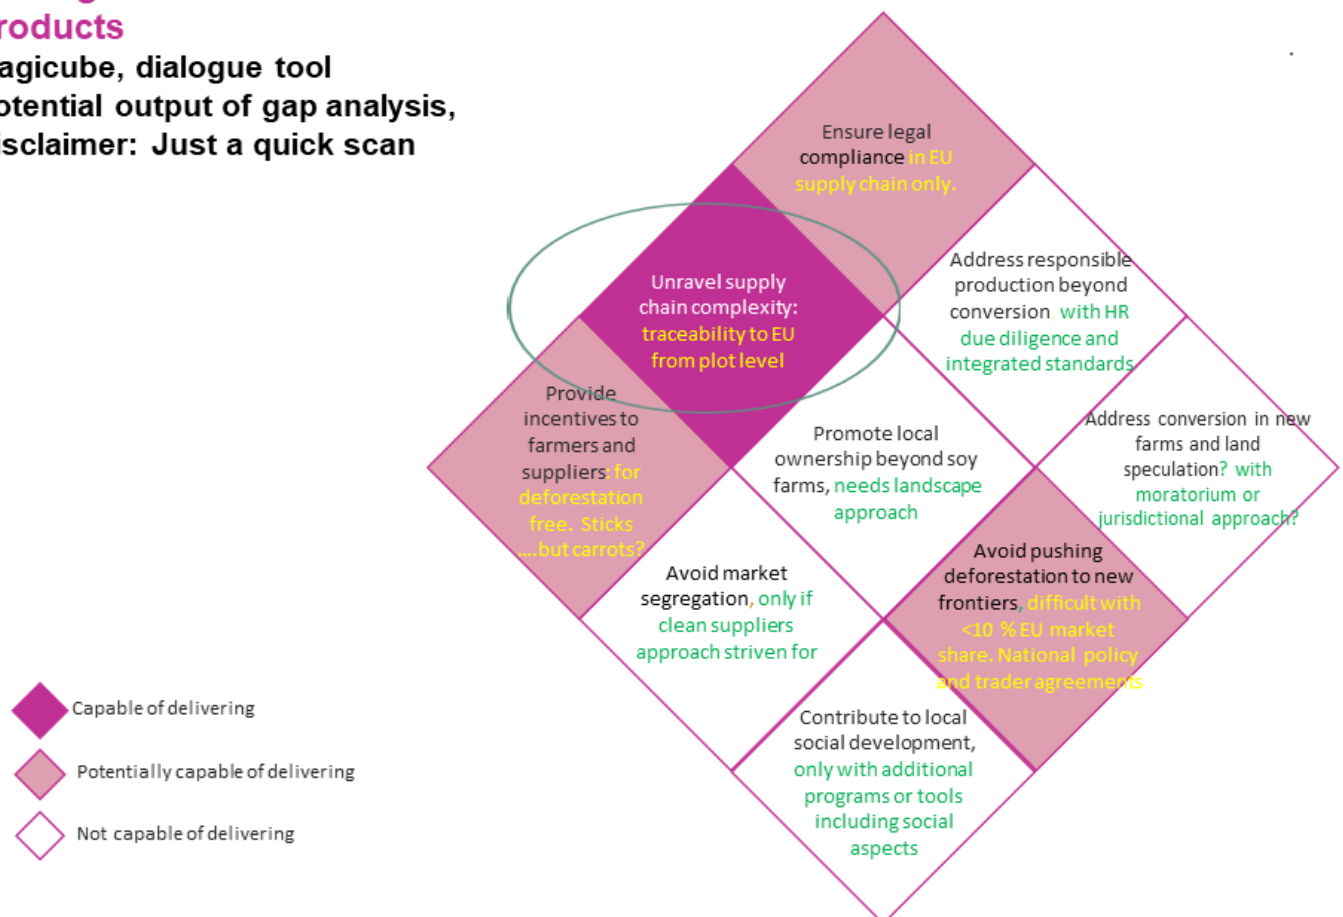 roducts
agicube, dialogue tool
otential output of gap analysis,
isclaimer: Just a quick scan
Ensure legal
compliance in EU
supply chain only.
Unravel supply
chain complexity:
traceability to EU
from plot level
Address responsible
production beyond
conversion with HR
due diligence and
integrated standards
Provide
incentives to
farmers and
suppliers: for
deforestation
free. Sticks
....but carrots?
Promote local
ownership beyond soy
farms, needs landscape
approach
Address conversion in new
farms and land
speculation? with
moratorium or
jurisdictional approach?
Avoid market
segregation, only if
clean suppliers
approach striven for
Avoid pushing
deforestation to new
frontiers, difficult with
<10 % EU market
share. National policy
and trader agreements
Contribute to local
social development,
only with additional
programs or tools
including social
aspects
Capable of delivering
Potentially capable of delivering
Not capable of delivering